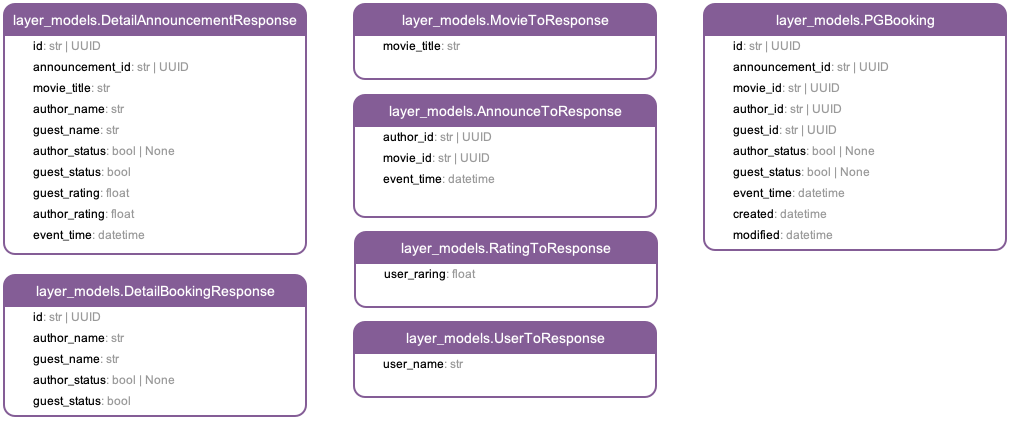 layer_models.DetailAnnouncementResponse
id: str | UUID
announcement_id: str | UUID
movie_title: str
author_name: str
guest_name: str
author_status: bool | None
guest_status: bool
guest_rating: float
author_rating: float
event_time: datetime
layer_models.DetailBookingResponse
id: str | UUID
author_name: str
guest_name: str
author_status: bool | None
guest_status: bool
layer_models.MovieToResponse
movie_title: str
layer_models.AnnounceToResponse
author_id: str | UUID
movie_id: str | UUID
event_time: datetime
layer_models.RatingToResponse
user_raring: float
layer_models.UserToResponse
user_name: str
layer_models.PGBooking
id: str | UUID
announcement_id: str | UUID
movie_id: str | UUID
author_id: str | UUID
guest_id: str | UUID
author_status: bool | None
guest_status: bool | None
event_time: datetime
created: datetime
modified: datetime